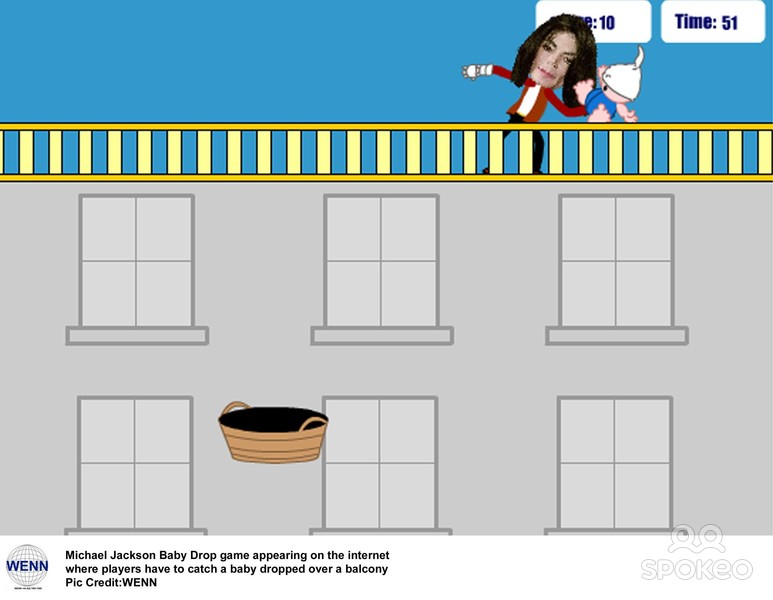 :10
Time: 51
spokeo
WENN
Michael Jackson Baby Drop game appearing on the internet
where players have to catch a baby dropped over a balcony
Pic Credit:WENN